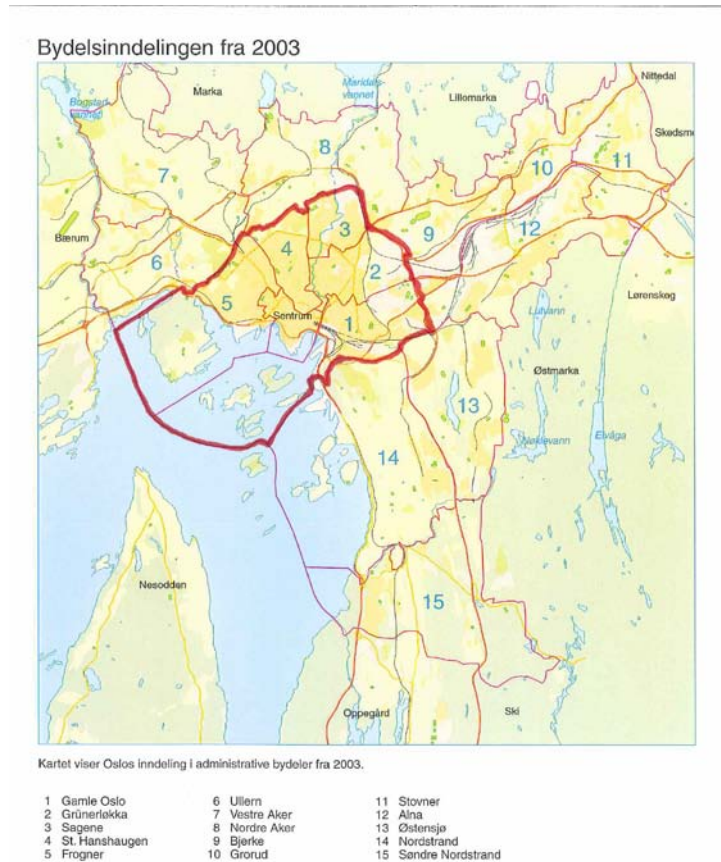 Bydelsinndelingen fra 2003
Nittedal
Marka
Maridals-
vannet
Lillomarka
Bogstad
vannet
Skedsmo
8
10
11
7
3
9
12
Bærum
4
2
6
Lørenskog
5
Sentrum
1
Lutvann
Østmarka
13
Nøklevann
Elvåga
14
Nesodden
15
Oppegård
Ski
Kartet viser Oslos inndeling i administrative bydeler fra 2003.
1 Gamle Oslo
2 Grünerløkka
3 Sagene
4 St. Hanshaugen
5 Frogner
6 Ullern
7 Vestre Aker
8 Nordre Aker
9 Bjerke
10 Grorud
11 Stovner
12 Alna
13 Østensjø
14 Nordstrand
15 Søndre Nordstrand